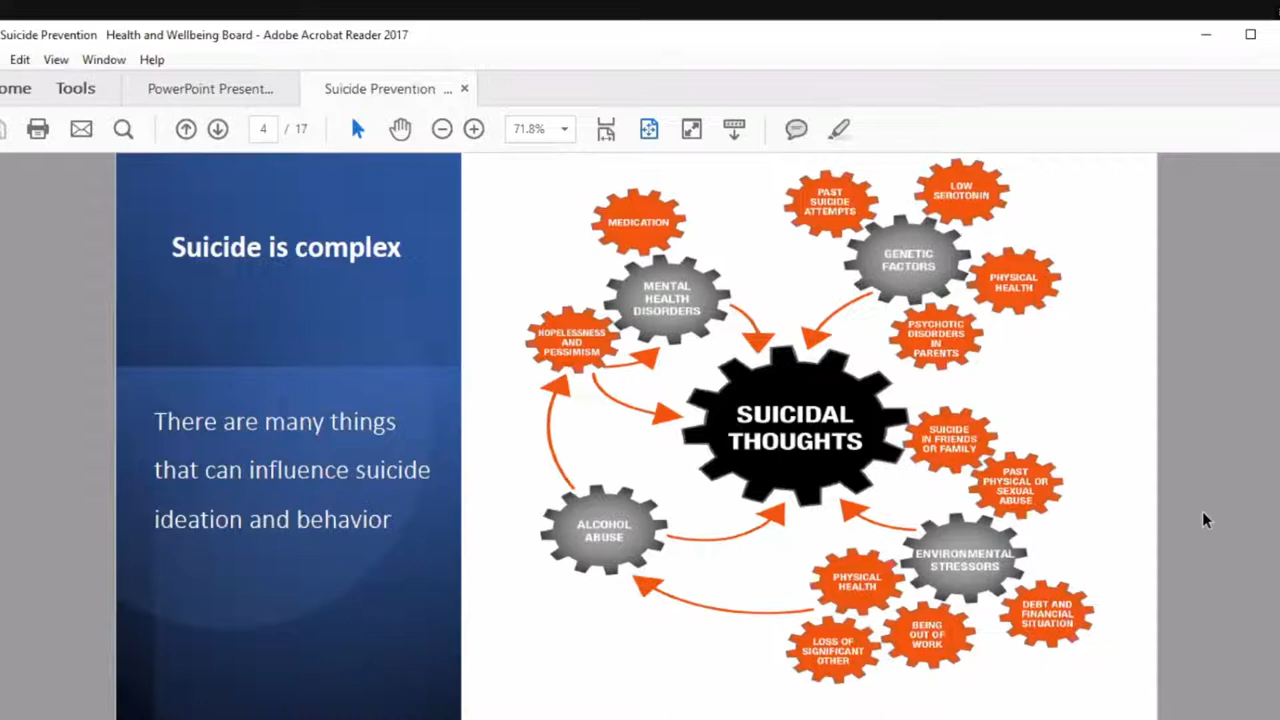 Suicide Prevention   Health and Wellbeing Board - Adobe Acrobat Reader 2017
Edit View Window Help
ome Tools PowerPoint Present... Suicide Prevention ... ×
4 / 17 71.8%
Suicide is complex
There are many things
that can influence suicide
ideation and behavior
MEDICATION
MENTAL
HEALTH
DISORDERS
HOPELESSNESS
AND
PESSIMISM
PAST
SUICIDE
ATTEMPTS
LOW
SEROTONIN
GENETIC
FACTORS
PHYSICAL
HEALTH
PSYCHOTIC
DISORDERS
IN
PARENTS
SUICIDAL
THOUGHTS
SUICIDE
IN FRIENDS
OR FAMILY
PAST
PHYSICAL OR
SEXUAL
ABUSE
ALCOHOL
ABUSE
ENVIRONMENTAL
STRESSORS
PHYSICAL
HEALTH
DEBT AND
FINANCIAL
SITUATION
BEING
OUT OF
WORK
LOSS OF
SIGNIFICANT
OTHER